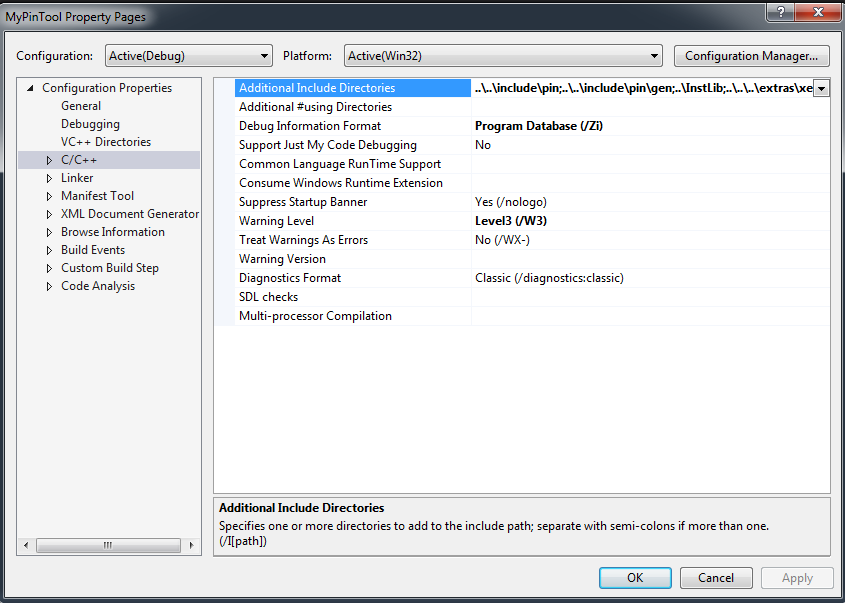 MyPinTool Property Pages
Configuration: Active(Debug) Platform: Active(Win32) Configuration Manager...
Configuration Properties
General
Debugging
VC++ Directories
C/C++
Linker
Manifest Tool
XML Document Generator
Browse Information
Build Events
Custom Build Step
Code Analysis
Additional Include Directories ..\..\include\pin;..\..\include\pin\gen;..\InstLib;..\..\..\extras\xe
Additional #using Directories
Debug Information Format Program Database (/Zi)
Support Just My Code Debugging No
Common Language RunTime Support
Consume Windows Runtime Extension
Suppress Startup Banner Yes (/nologo)
Warning Level Level3 (/W3)
Treat Warnings As Errors No (/WX-)
Warning Version
Diagnostics Format Classic (/diagnostics:classic)
SDL checks
Multi-processor Compilation
Additional Include Directories
Specifies one or more directories to add to the include path; separate with semi-colons if more than one.
(/I[path])
OK Cancel Apply